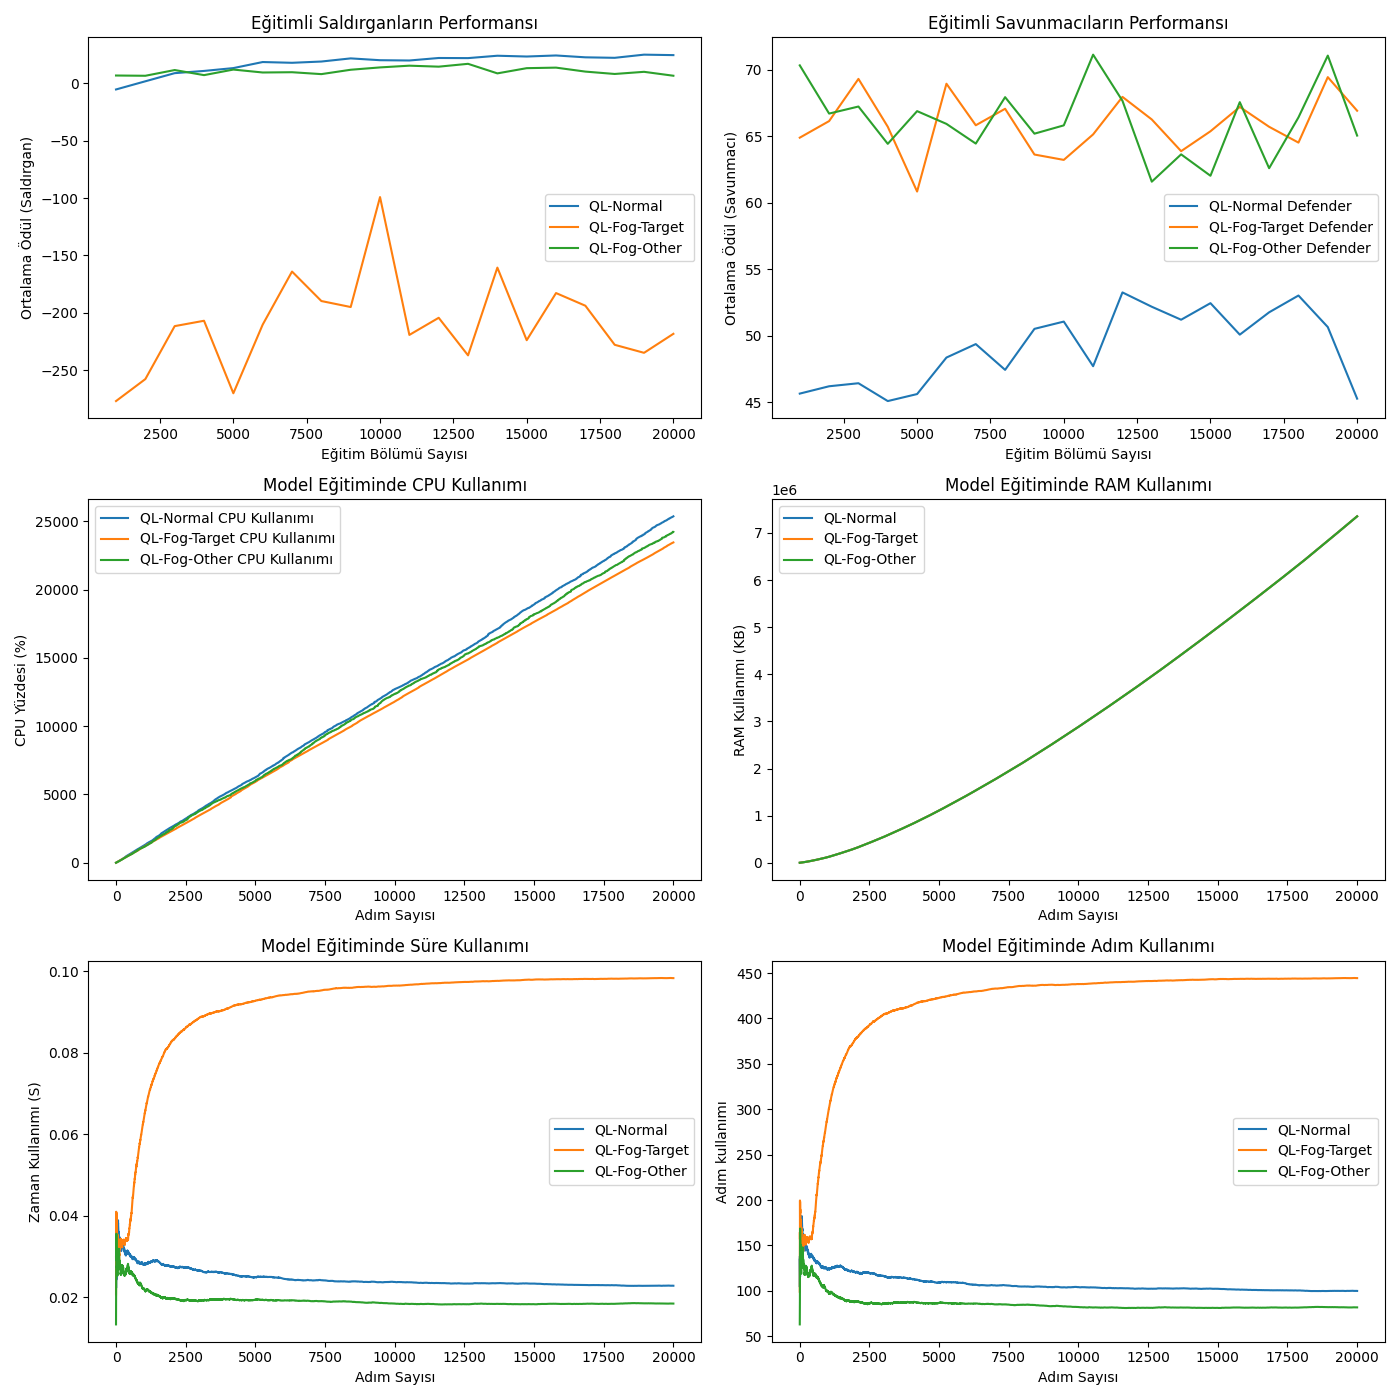 Eğitimli Saldırganların Performansı
0
−50
−100
−150
−200
−250
Ortalama Ödül (Saldırgan)
QL-Normal
QL-Fog-Target
QL-Fog-Other
2500 5000 7500 10000 12500 15000 17500 20000
Eğitim Bölümü Sayısı
Eğitimli Savunmacıların Performansı
70
65
60
55
50
45
Ortalama Ödül (Savunmacı)
QL-Normal Defender
QL-Fog-Target Defender
QL-Fog-Other Defender
2500 5000 7500 10000 12500 15000 17500 20000
Eğitim Bölümü Sayısı
Model Eğitiminde CPU Kullanımı
25000
20000
15000
10000
5000
0
CPU Yüzdesi (%)
QL-Normal CPU Kullanımı
QL-Fog-Target CPU Kullanımı
QL-Fog-Other CPU Kullanımı
0 2500 5000 7500 10000 12500 15000 17500 20000
Adım Sayısı
Model Eğitiminde RAM Kullanımı
1e6
7
6
5
4
3
2
1
0
RAM Kullanımı (KB)
QL-Normal
QL-Fog-Target
QL-Fog-Other
0 2500 5000 7500 10000 12500 15000 17500 20000
Adım Sayısı
Model Eğitiminde Süre Kullanımı
0.10
0.08
0.06
0.04
0.02
Zaman Kullanımı (S)
QL-Normal
QL-Fog-Target
QL-Fog-Other
0 2500 5000 7500 10000 12500 15000 17500 20000
Adım Sayısı
Model Eğitiminde Adım Kullanımı
450
400
350
300
250
200
150
100
50
Adım kullanımı
QL-Normal
QL-Fog-Target
QL-Fog-Other
0 2500 5000 7500 10000 12500 15000 17500 20000
Adım Sayısı